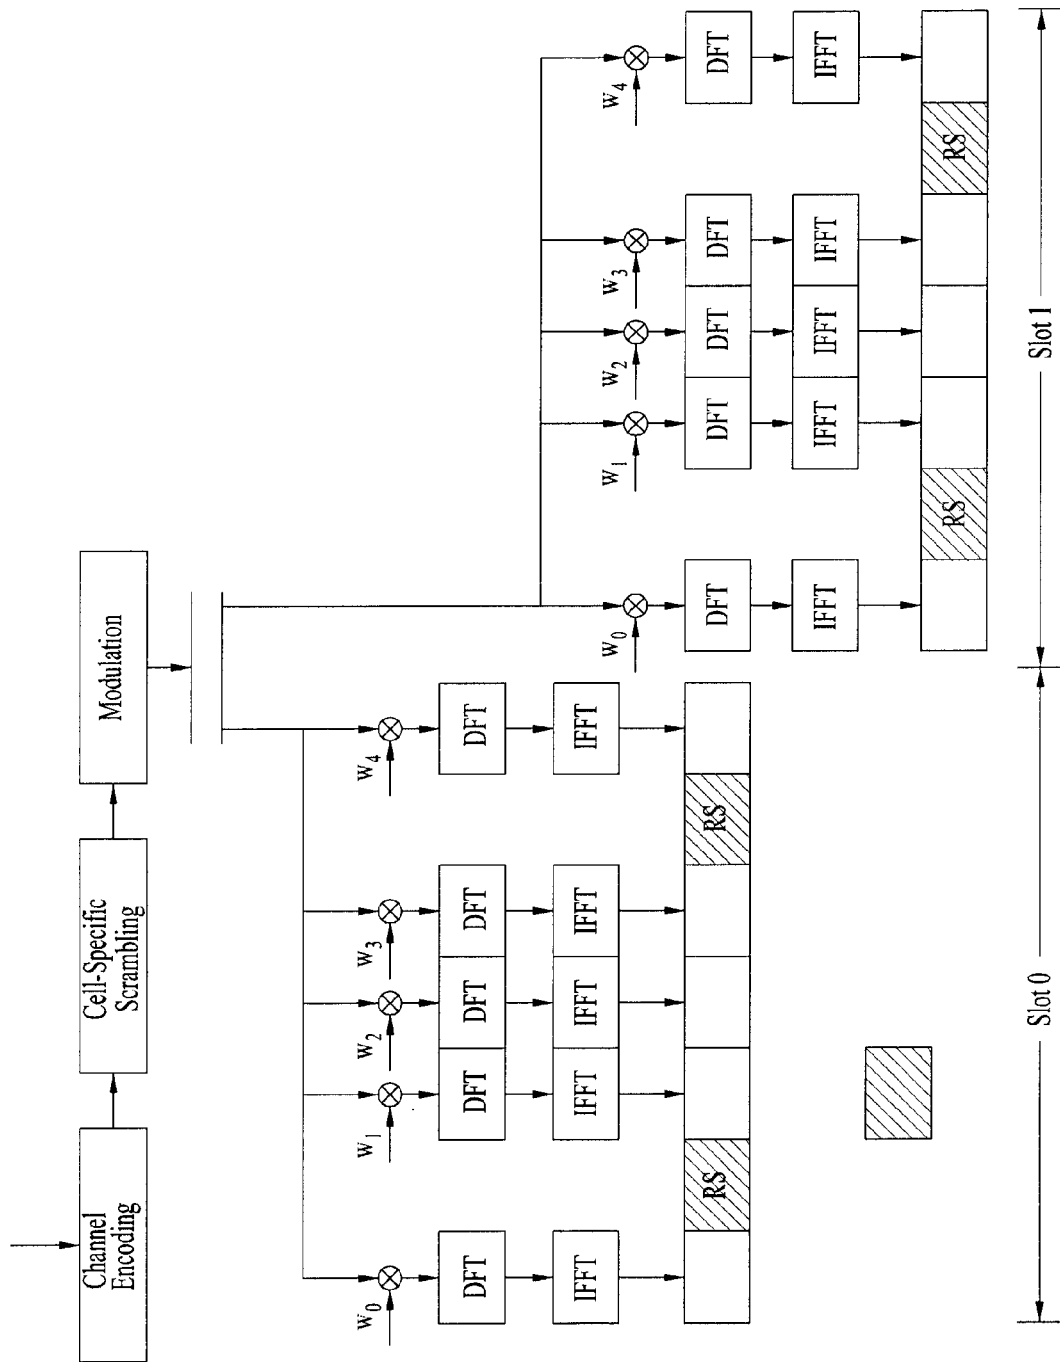 Channel
Encoding
Cell-Specific
Scrambling
Modulation
W0
W1
W2
W3
W4
DFT
DFT
DFT
DFT
DFT
IFFT
IFFT
IFFT
IFFT
IFFT
RS
RS
Slot 0
W0
W1
W2
W3
W4
DFT
DFT
DFT
DFT
DFT
IFFT
IFFT
IFFT
IFFT
IFFT
RS
RS
Slot 1